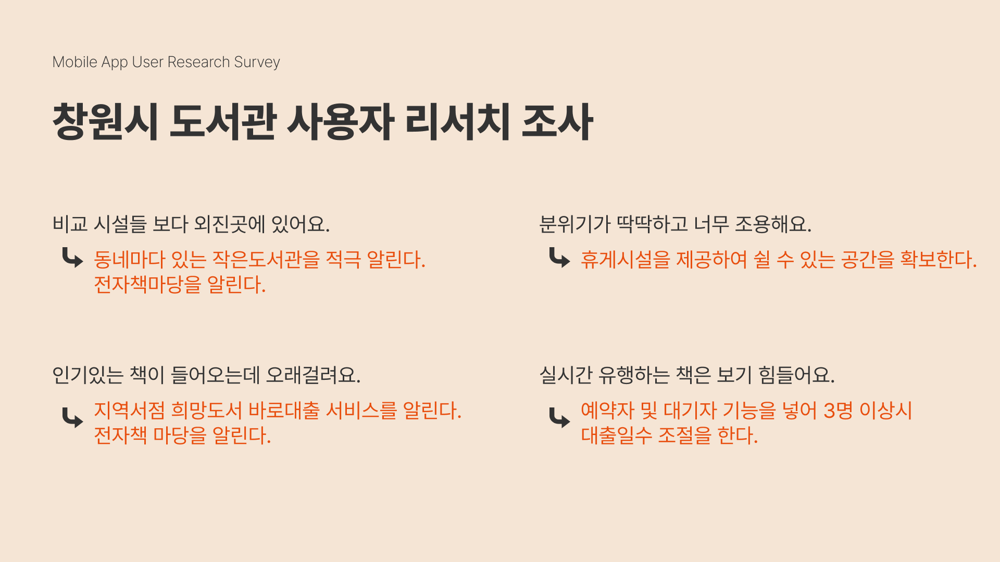 Mobile App User Research Survey
창원시 도서관 사용자 리서치 조사
비교 시설들 보다 외진곳에 있어요.
동네마다 있는 작은도서관을 적극 알린다.
전자책마당을 알린다.
분위기가 딱딱하고 너무 조용해요.
휴게시설을 제공하여 쉴 수 있는 공간을 확보한다.
인기있는 책이 들어오는데 오래걸려요.
지역서점 희망도서 바로대출 서비스를 알린다.
전자책 마당을 알린다.
실시간 유행하는 책은 보기 힘들어요.
예약자 및 대기자 기능을 넣어 3명 이상시
대출일수 조절을 한다.